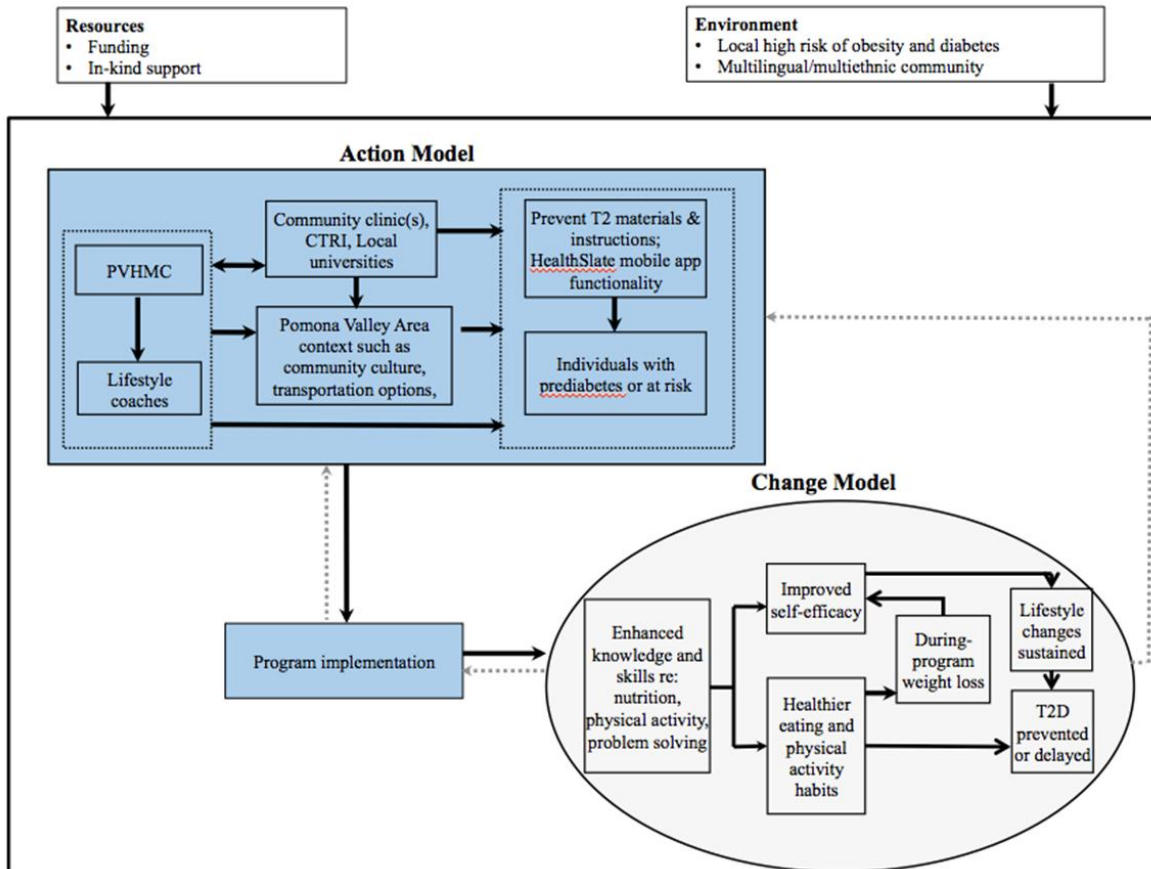 Resources
• Funding
• In-kind support
Environment
• Local high risk of obesity and diabetes
• Multilingual/multiethnic community
Action Model
PVHMC
Lifestyle
coaches
Community clinic(s),
CTRI, Local
universities
Pomona Valley Area
context such as
community culture,
transportation options,
Prevent T2 materials &
instructions;
HealthSlate mobile app
functionality
Individuals with
prediabetes or at risk
Program implementation
Change Model
Enhanced
knowledge and
skills re:
nutrition,
physical activity,
problem solving
Improved
self-efficacy
Healthier
eating and
physical
activity
habits
During-
program
weight loss
Lifestyle
changes
sustained
T2D
prevented
or delayed